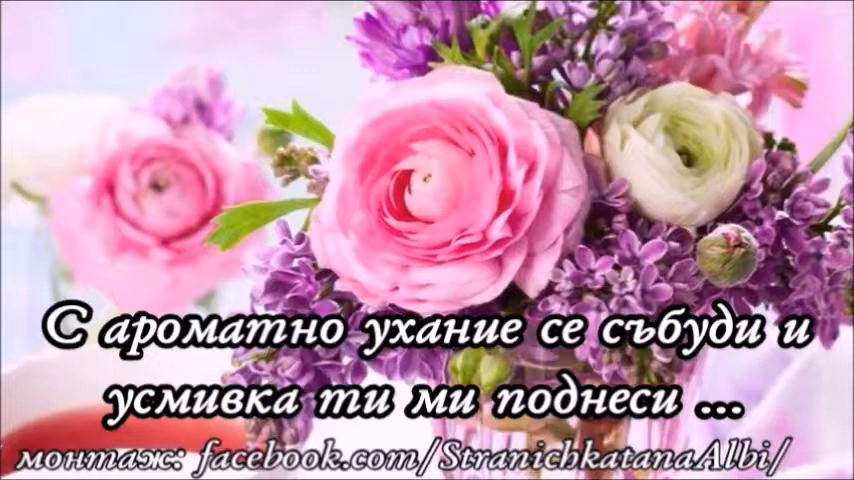 С ароматно ухание се събуди и
усмивка ти ми поднеси ...
монтаж: facebook.com/StranichkatanaAlbi/